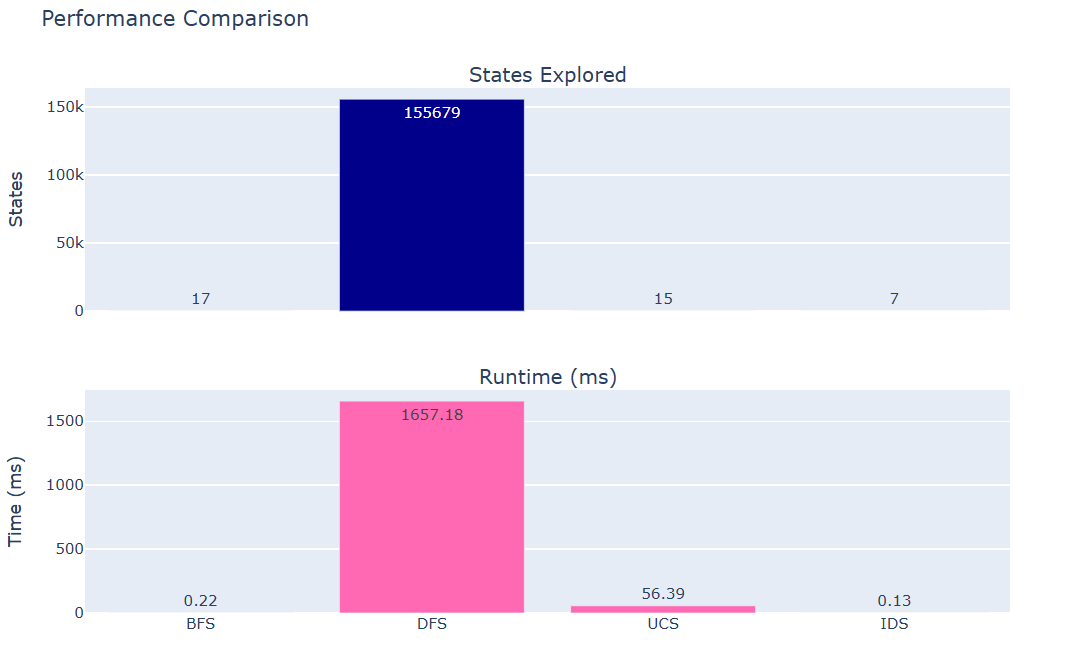 Performance Comparison
States Explored
States
150k
100k
50k
0
155679
17
15
7
Runtime (ms)
Time (ms)
1500
1000
500
0
1657.18
0.22
56.39
0.13
BFS
DFS
UCS
IDS